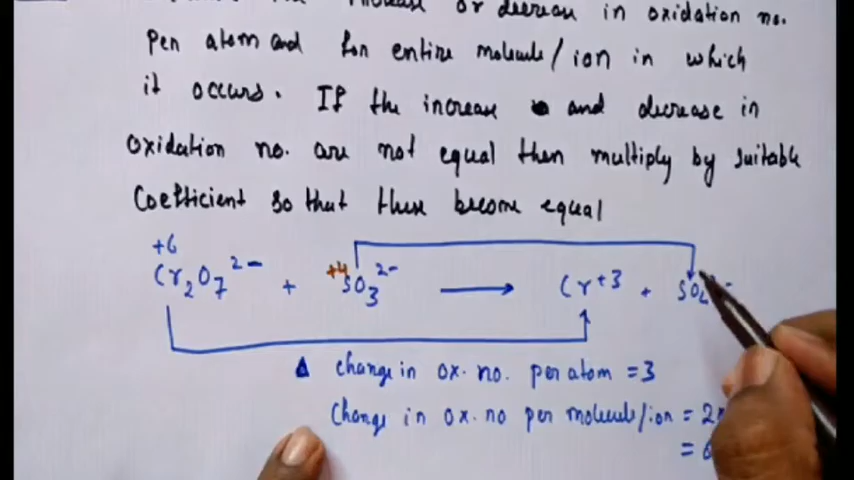 increase or decrease in oxidation no.
per atom and for entire molecule/ion in which
it occurs. If the increase and decrease in
oxidation no. are not equal then multiply by suitable
coefficient so that these become equal
+6
Cr2O7 2- + +4 SO3 2- → Cr+3 + SO4
change in ox. no. per atom = 3
Change in ox. no per molecule/ion = 2
= 6